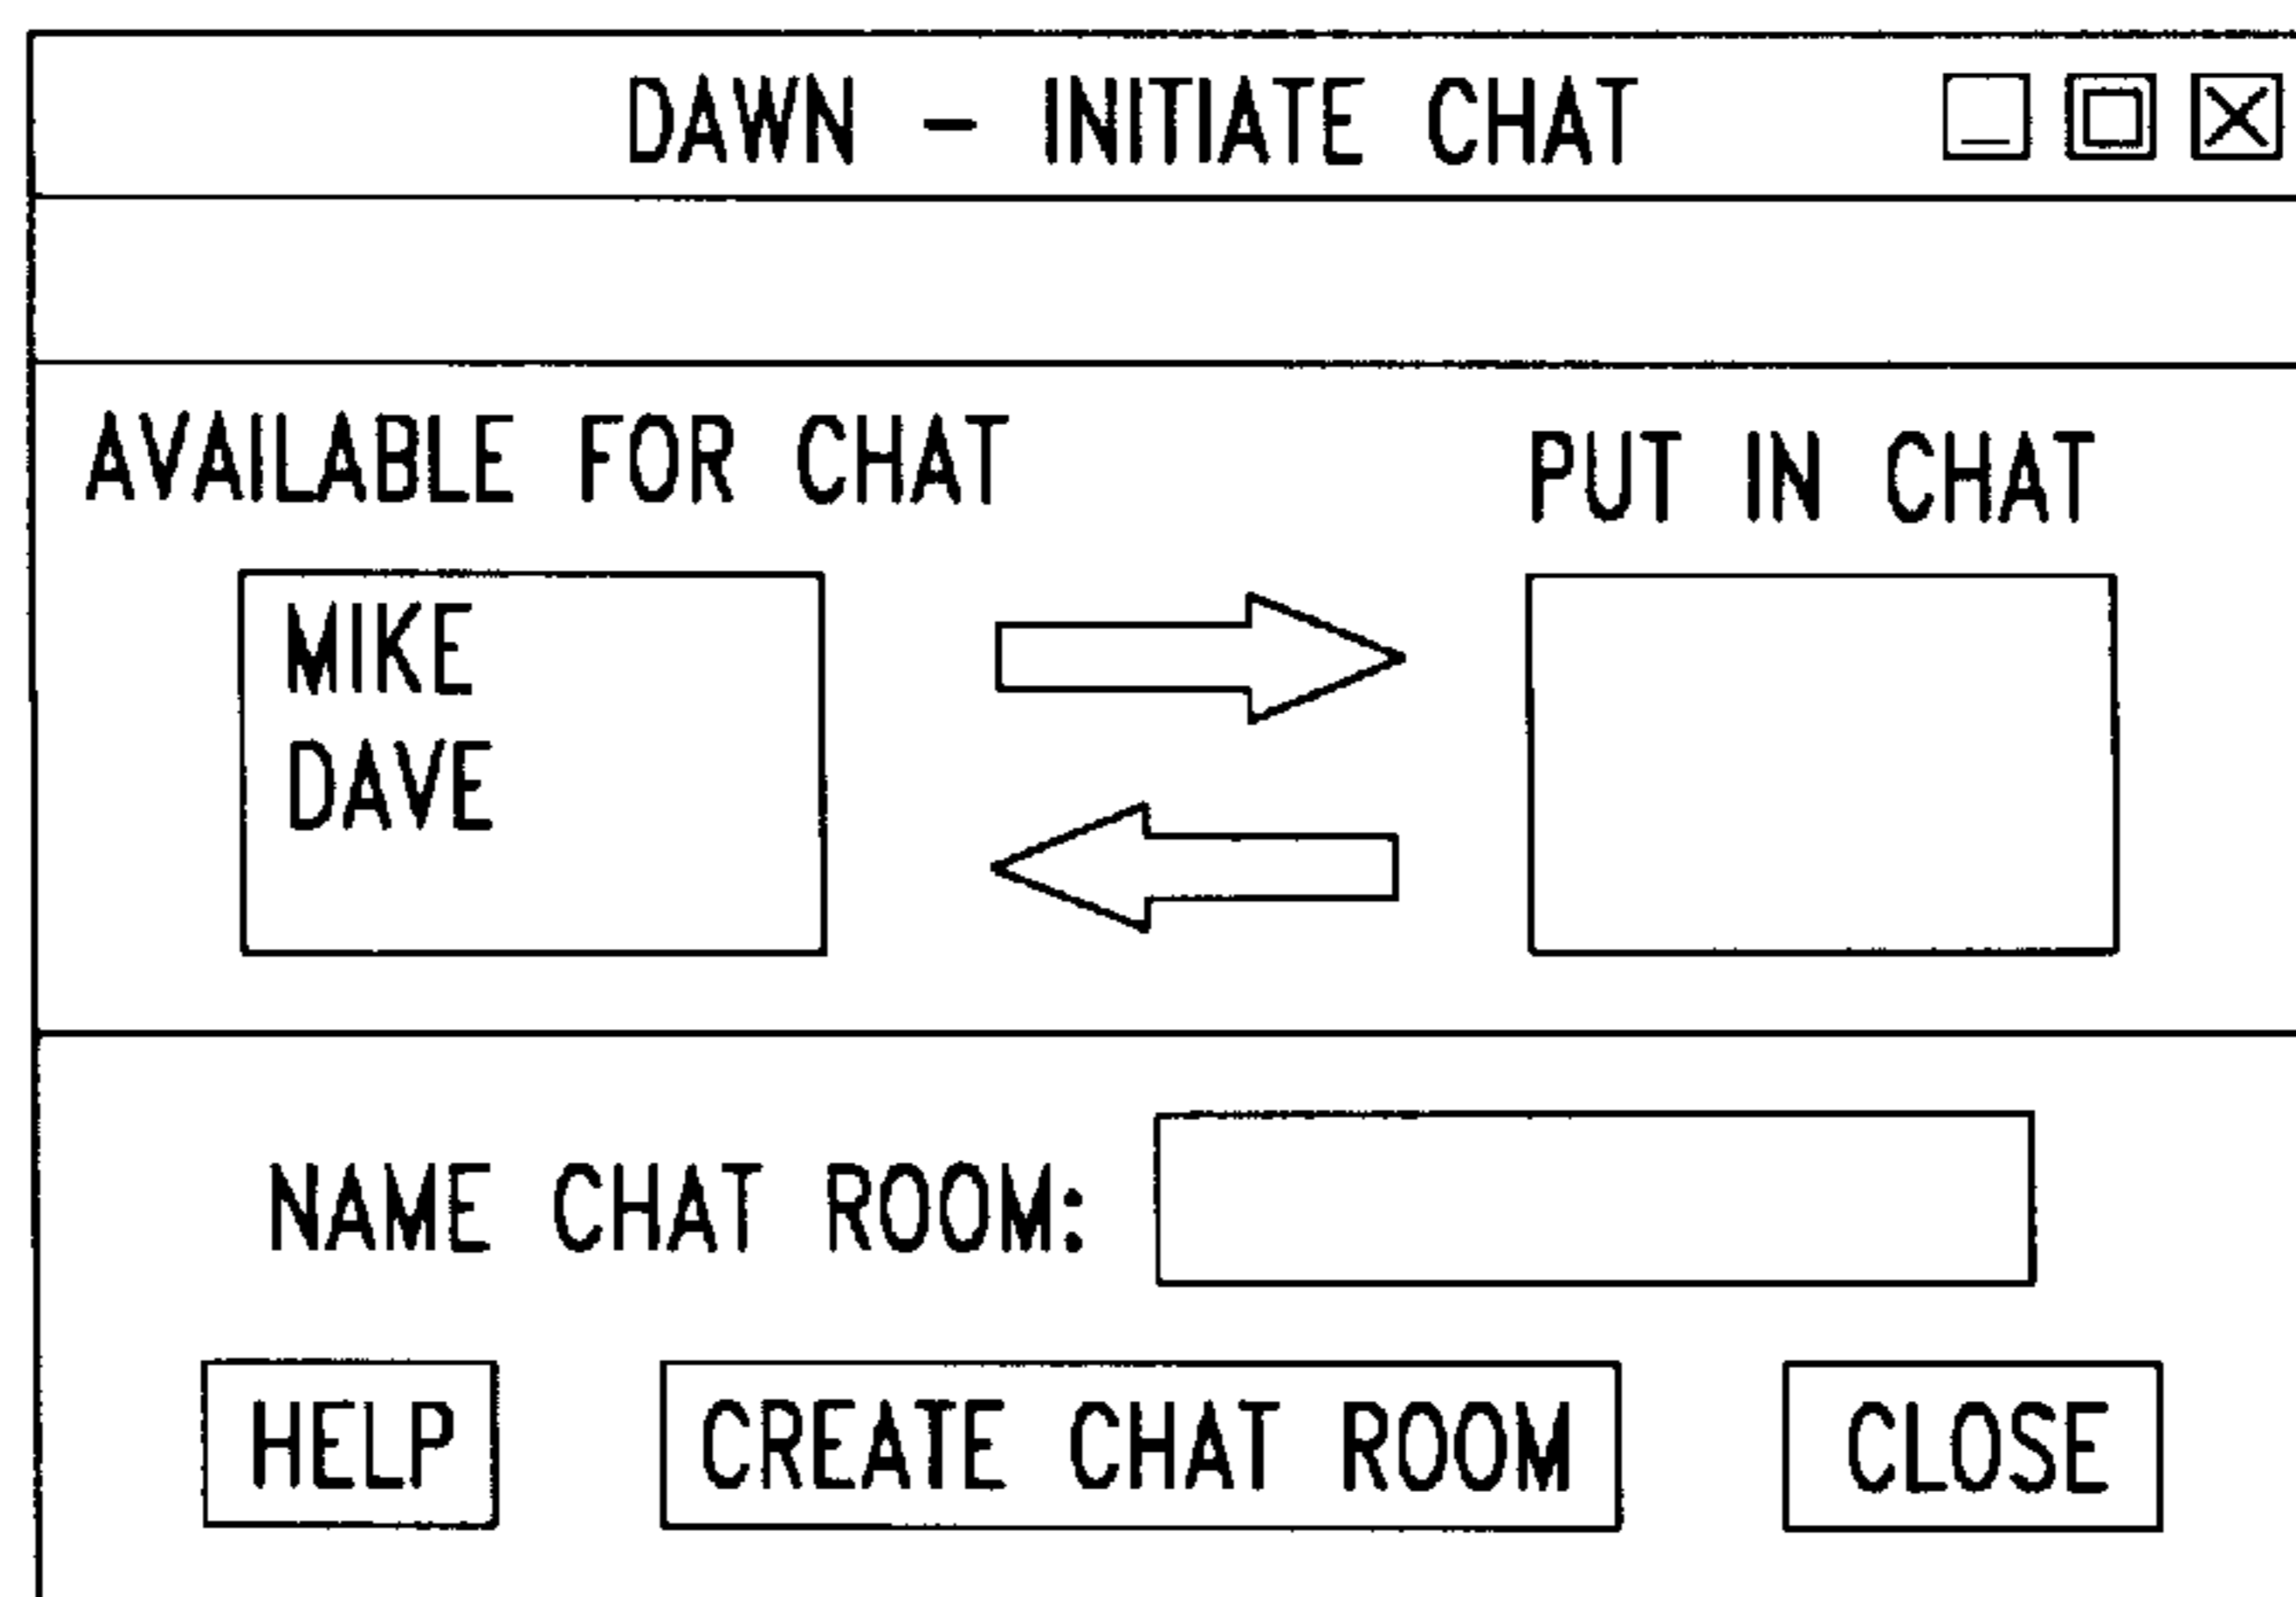 DAWN - INITIATE CHAT
AVAILABLE FOR CHAT
PUT IN CHAT
MIKE
DAVE
NAME CHAT ROOM:
HELP
CREATE CHAT ROOM
CLOSE